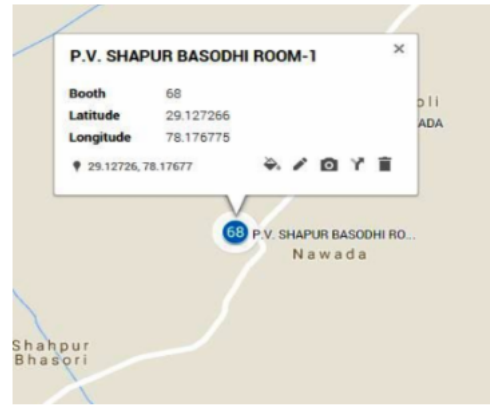 P.V. SHAPUR BASODHI ROOM-1
Booth 68
Latitude 29.127266
Longitude 78.176775
29.12726, 78.17677
oli
ADA
68 P.V. SHAPUR BASODHI RO...
Nawada
Shahpur
Bhasori